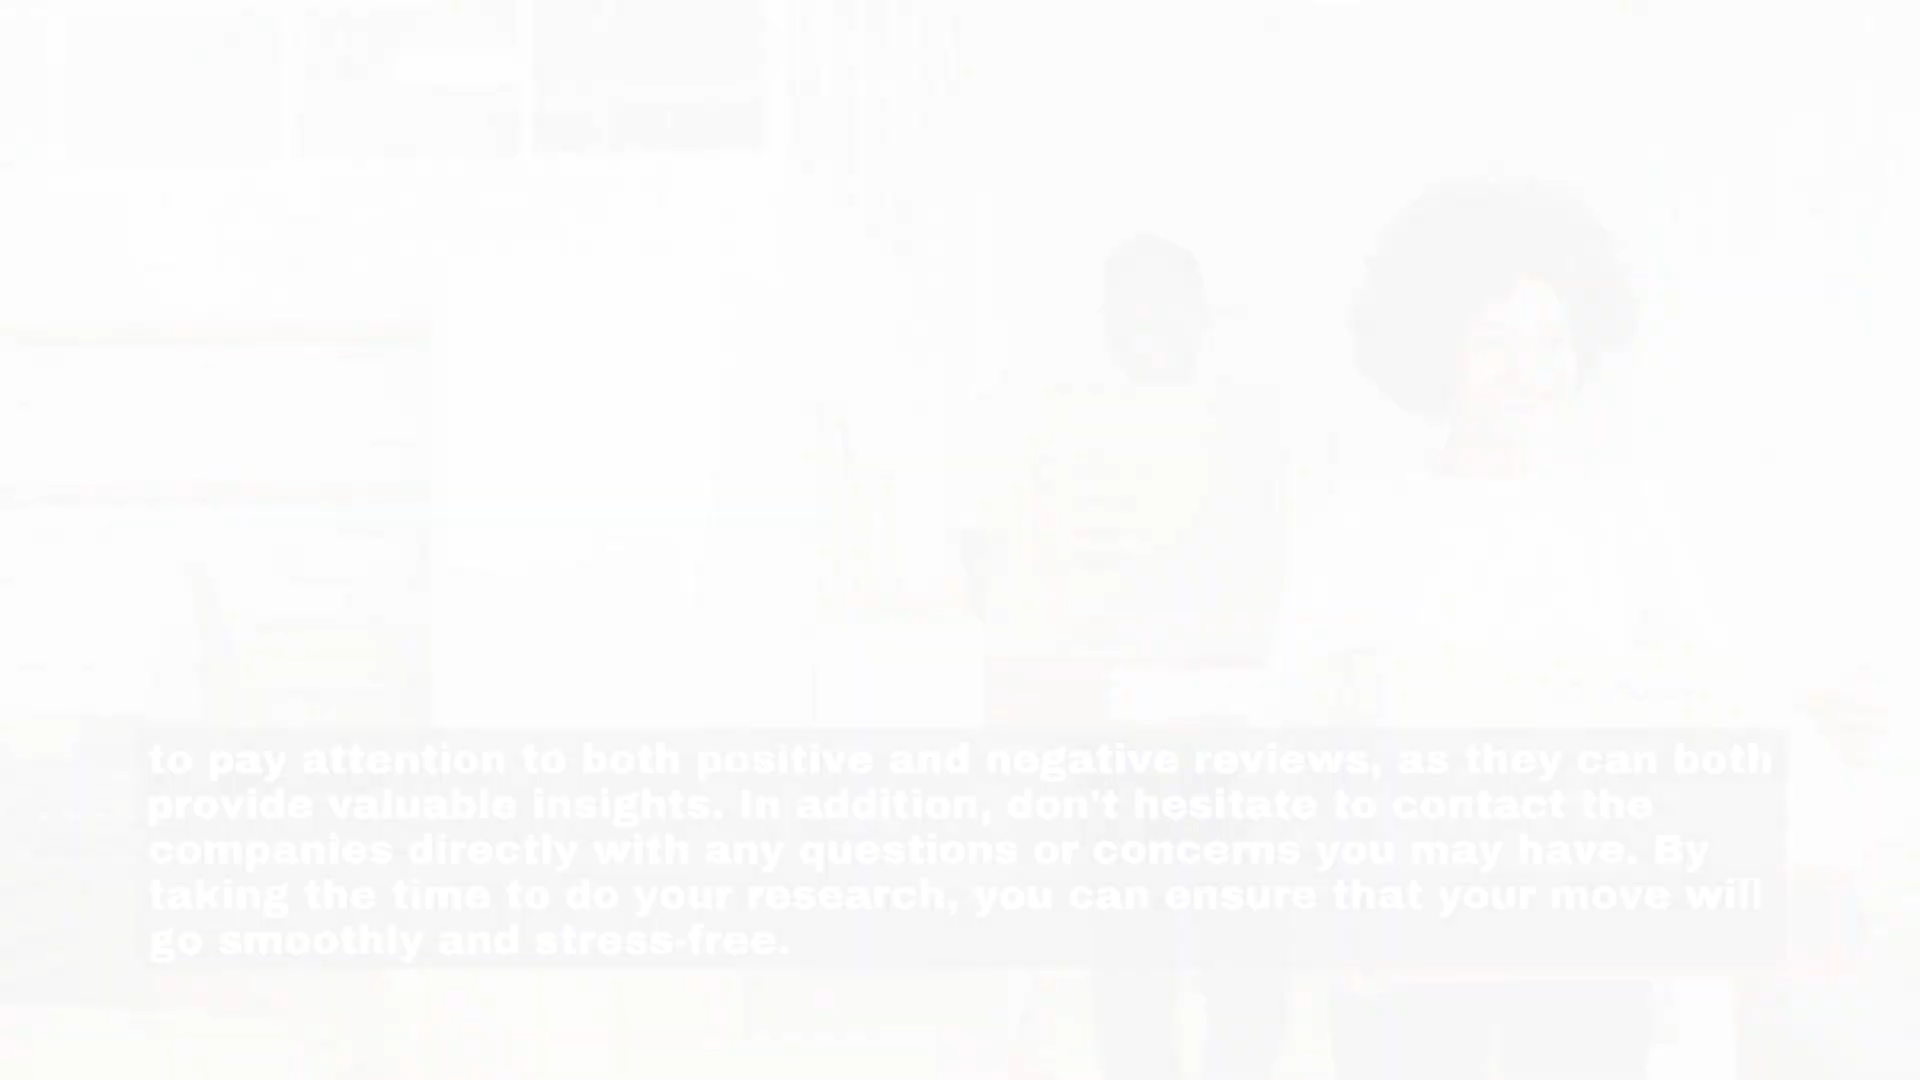 to pay attention to both positive and negative reviews, as they can both
provide valuable insights. In addition, don't hesitate to contact the
companies directly with any questions or concerns you may have. By
taking the time to do your research, you can ensure that your move will
go smoothly and stress-free.